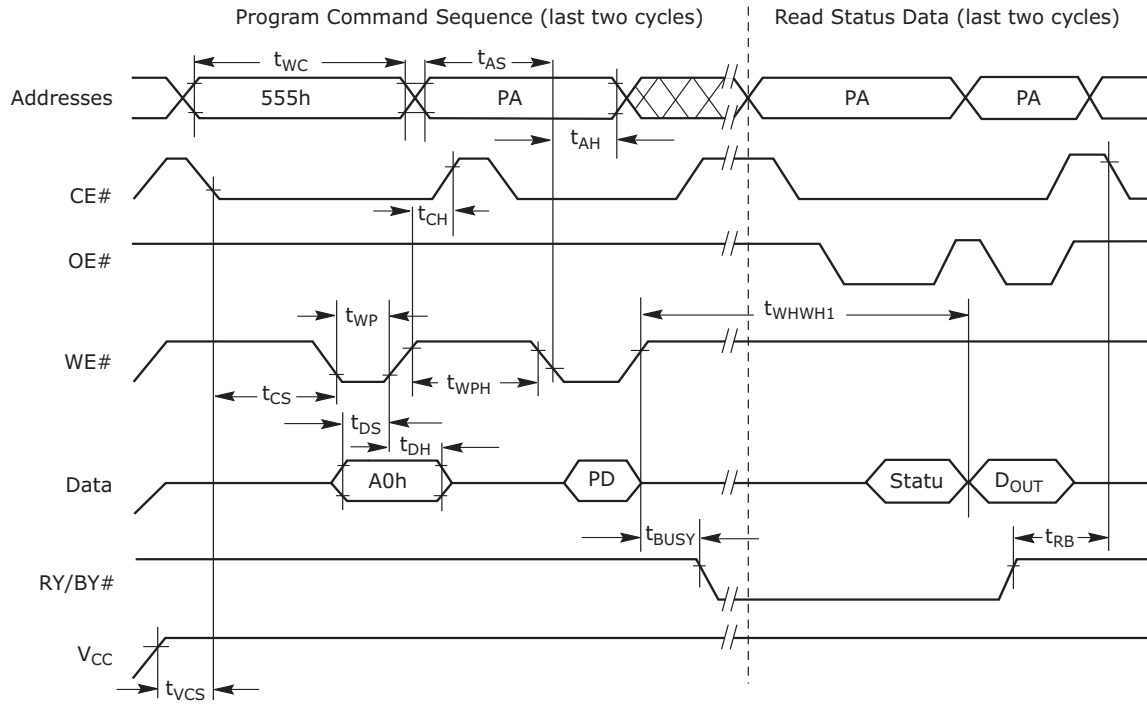 Program Command Sequence (last two cycles)
Read Status Data (last two cycles)
tWC
tAS
Addresses
555h
PA
PA
PA
tAH
CE#
tCH
OE#
tWP
tWHWH1
WE#
tCS
tWPH
tDS
tDH
Data
A0h
PD
Statu
DOUT
tBUSY
tRB
RY/BY#
VCC
tVCS